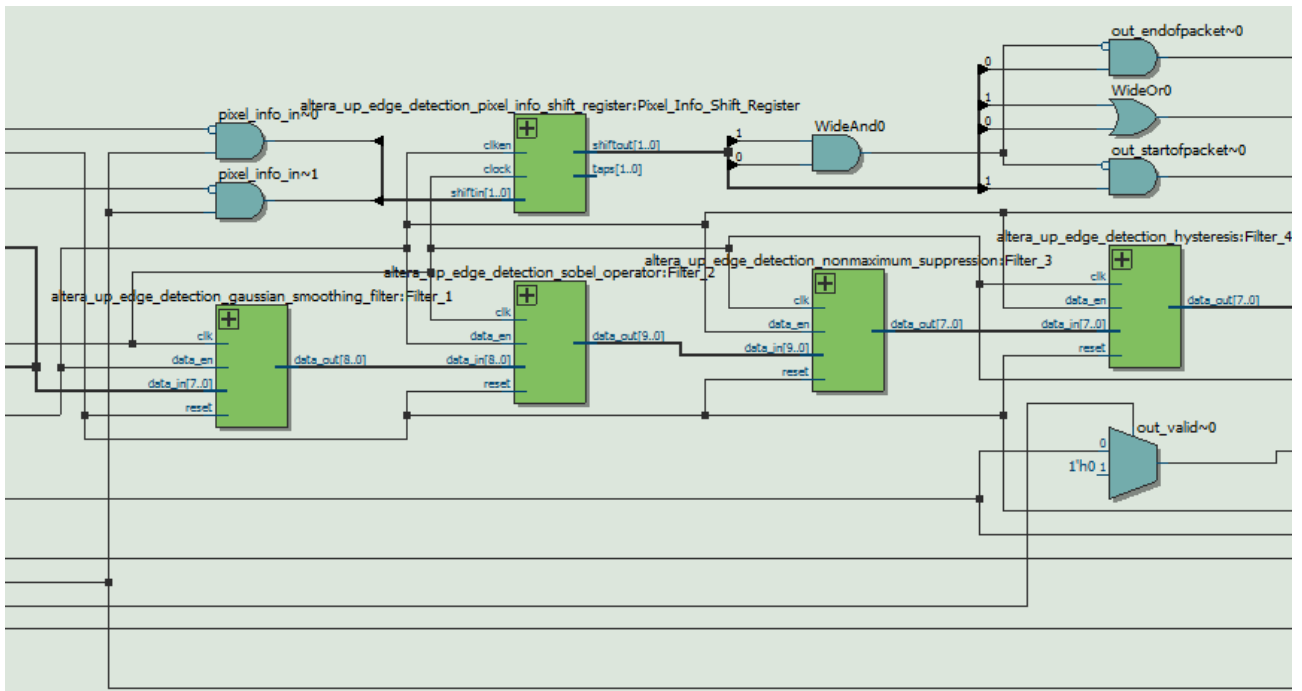 out_endofpacket~0
0
pixel_info_in~0
altera_up_edge_detection_pixel_info_shift_register:Pixel_Info_Shift_Register
WideOr0
1
0
clken
shiftout[1..0]
1
WideAnd0
0
out_startofpacket~0
pixel_info_in~1
clock
taps[1..0]
1
shiftin[1..0]
altera_up_edge_detection_hysteresis:Filter_4
altera_up_edge_detection_nonmaximum_suppression:Filter_3
altera_up_edge_detection_sobel_operator:Filter_2
altera_up_edge_detection_gaussian_smoothing_filter:Filter_1
clk
data_en
data_in[7..0]
reset
data_out[8..0]
clk
data_en
data_in[8..0]
reset
data_out[9..0]
clk
data_en
data_in[9..0]
reset
data_out[7..0]
clk
data_en
data_in[7..0]
reset
data_out[7..0]
out_valid~0
0
1'h0 1